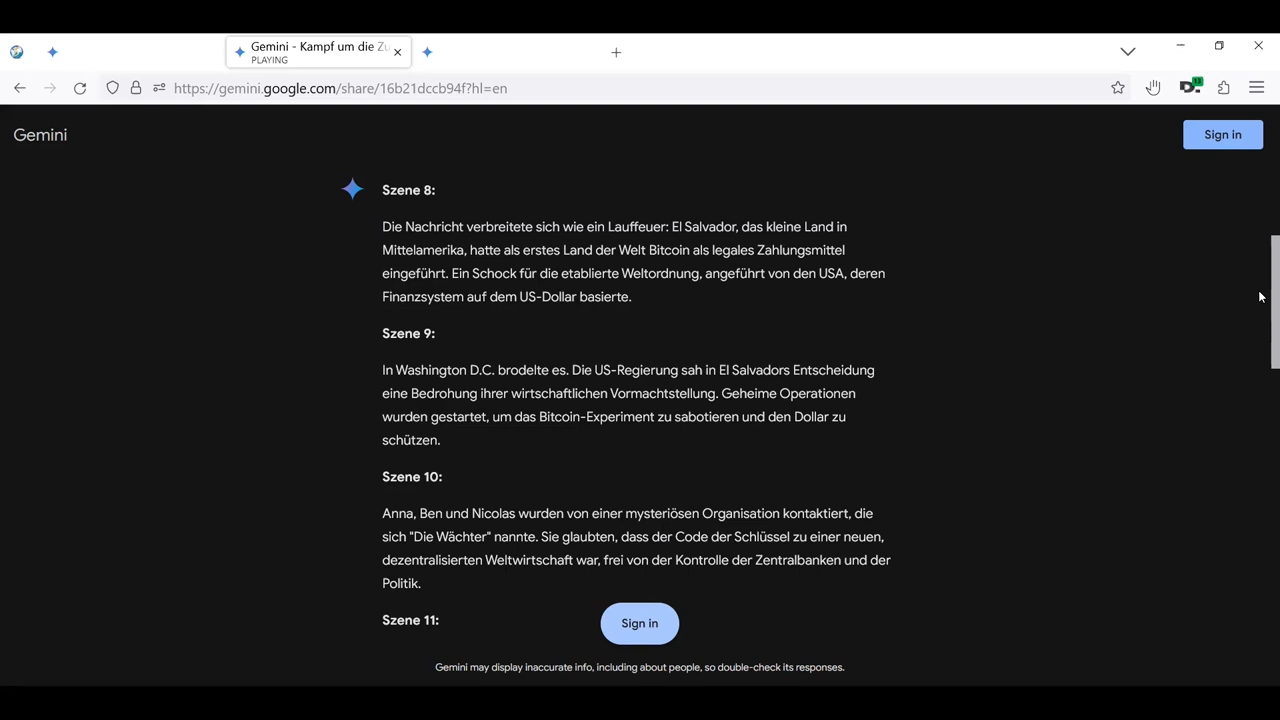 Gemini - Kampf um die Zu
PLAYING
https://gemini.google.com/share/16b21dccb94f?hl=en
13
Gemini
Sign in
Szene 8:
Die Nachricht verbreitete sich wie ein Lauffeuer: El Salvador, das kleine Land in
Mittelamerika, hatte als erstes Land der Welt Bitcoin als legales Zahlungsmittel
eingeführt. Ein Schock für die etablierte Weltordnung, angeführt von den USA, deren
Finanzsystem auf dem US-Dollar basierte.
Szene 9:
In Washington D.C. brodelte es. Die US-Regierung sah in El Salvadors Entscheidung
eine Bedrohung ihrer wirtschaftlichen Vormachtstellung. Geheime Operationen
wurden gestartet, um das Bitcoin-Experiment zu sabotieren und den Dollar zu
schützen.
Szene 10:
Anna, Ben und Nicolas wurden von einer mysteriösen Organisation kontaktiert, die
sich "Die Wächter" nannte. Sie glaubten, dass der Code der Schlüssel zu einer neuen,
dezentralisierten Weltwirtschaft war, frei von der Kontrolle der Zentralbanken und der
Politik.
Szene 11:
Sign in
Gemini may display inaccurate info, including about people, so double-check its responses.